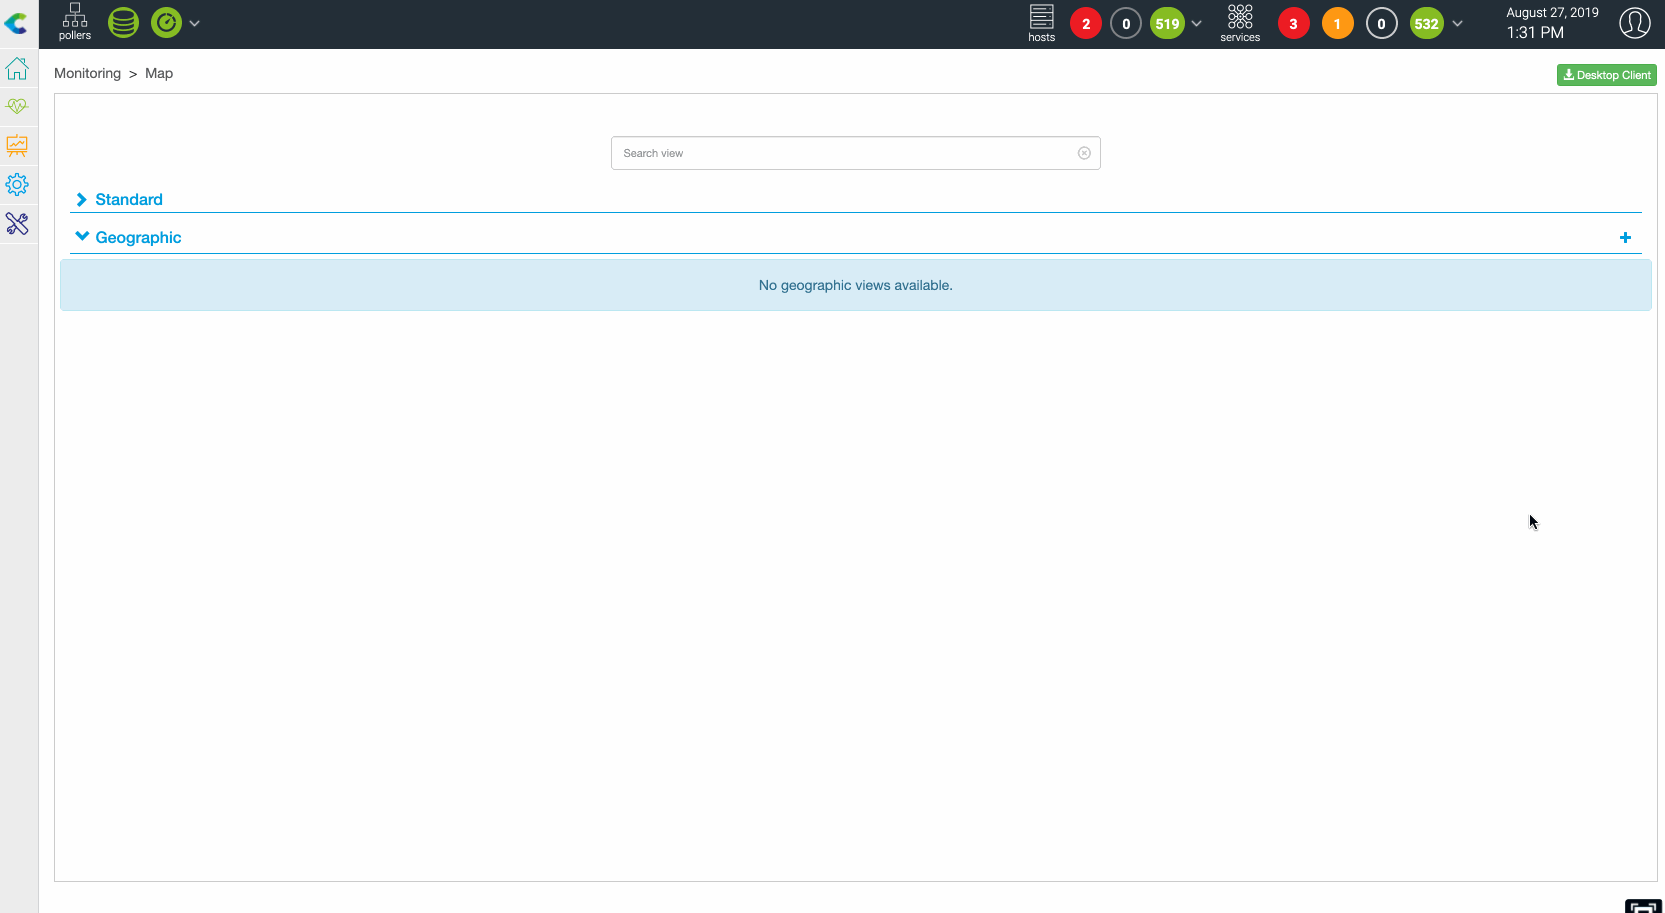 pollers
hosts
2
0
519
services
3
1
0
532
August 27, 2019
1:31 PM
Monitoring > Map
Desktop Client
Search view
Standard
Geographic
No geographic views available.